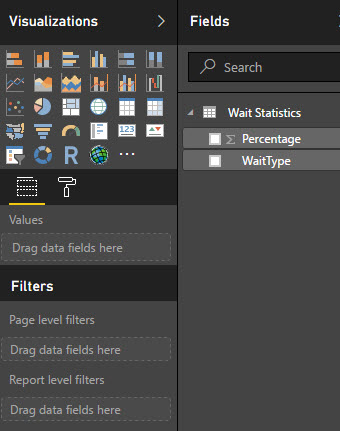 Visualizations
R
123
Values
Drag data fields here
Filters
Page level filters
Drag data fields here
Report level filters
Drag data fields here
Fields
Search
Wait Statistics
Σ Percentage
WaitType